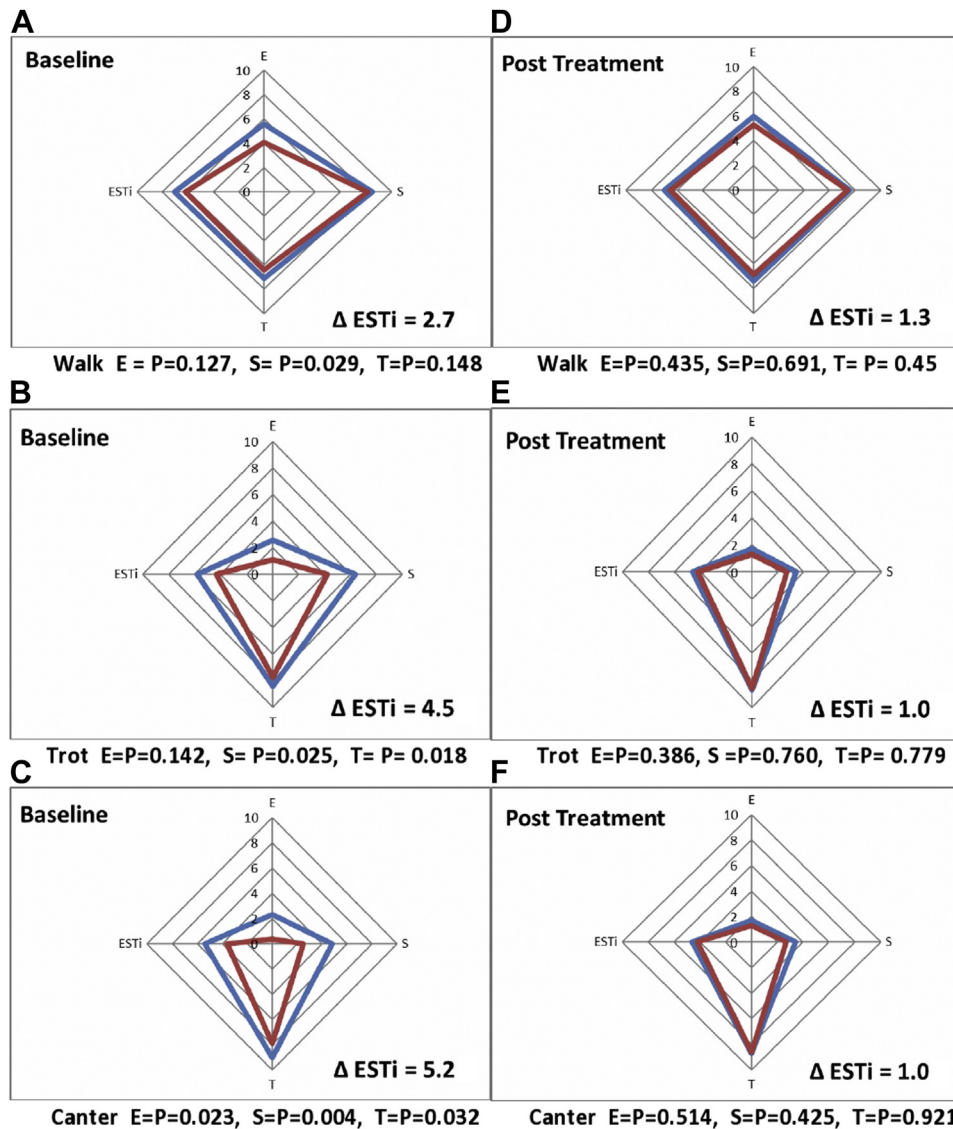 A
Baseline
E
10
8
6
4
2
0
ESTi
S
T
Δ ESTi = 2.7
Walk E = P=0.127, S= P=0.029, T=P=0.148
D
Post Treatment
E
10
8
6
4
2
0
ESTi
S
T
Δ ESTi = 1.3
Walk E=P=0.435, S=P=0.691, T= P= 0.45
B
Baseline
E
10
8
6
4
2
0
ESTi
S
T
Δ ESTi = 4.5
Trot E=P=0.142, S= P=0.025, T= P= 0.018
E
Post Treatment
E
10
8
6
4
2
0
ESTi
S
T
Δ ESTi = 1.0
Trot E=P=0.386, S =P=0.760, T=P= 0.779
C
Baseline
E
10
8
6
4
2
0
ESTi
S
T
Δ ESTi = 5.2
Canter E=P=0.023, S=P=0.004, T=P=0.032
F
Post Treatment
E
10
8
6
4
2
0
ESTi
S
T
Δ ESTi = 1.0
Canter E=P=0.514, S=P=0.425, T=P=0.921